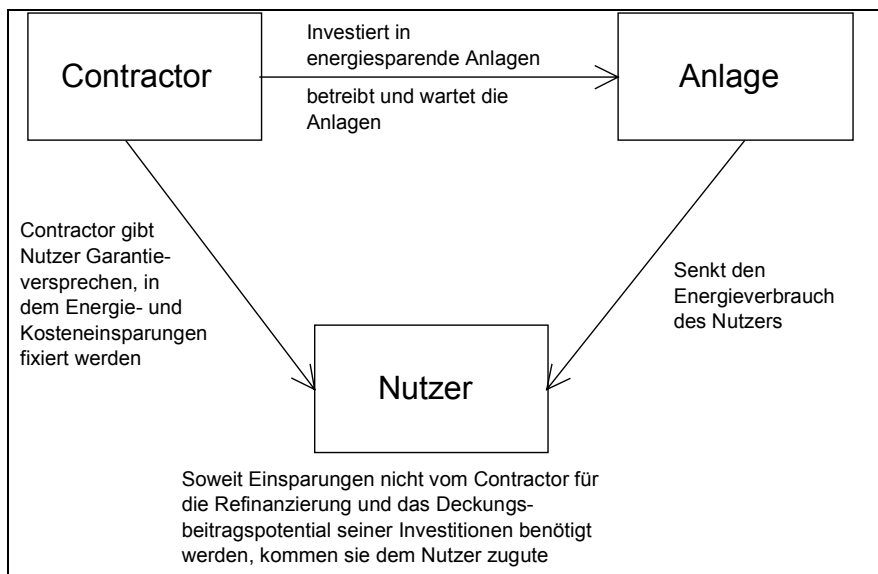 Contractor
Investiert in
energiesparende Anlagen
betreibt und wartet die
Anlagen
Anlage
Contractor gibt
Nutzer Garantie-
versprechen, in
dem Energie- und
Kosteneinsparungen
fixiert werden
Senkt den
Energieverbrauch
des Nutzers
Nutzer
Soweit Einsparungen nicht vom Contractor für
die Refinanzierung und das Deckungs-
beitragspotential seiner Investitionen benötigt
werden, kommen sie dem Nutzer zugute